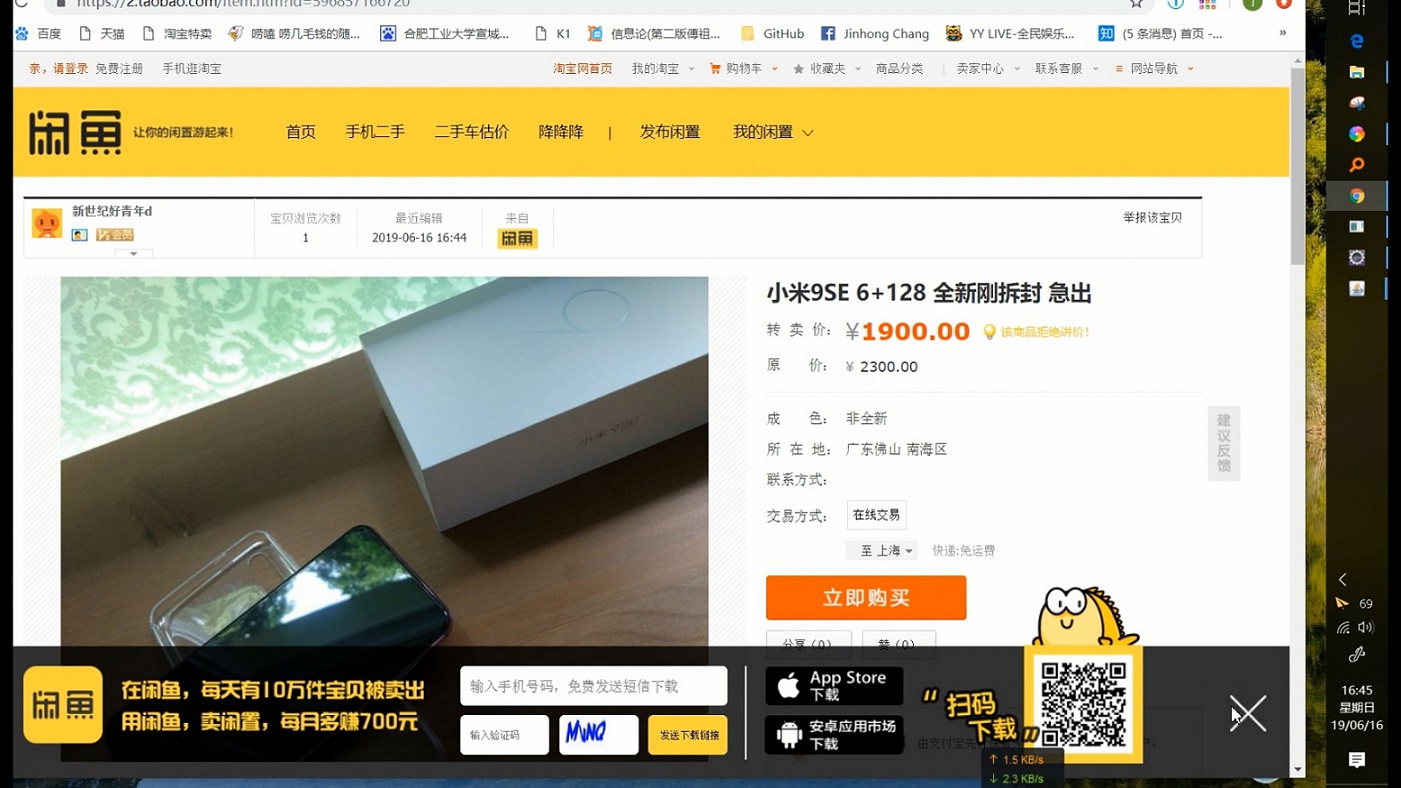 https://2.taobao.com/item.htm?id=596857166720
百度 天猫 淘宝特卖 唠嗑 唠几毛钱的随... 合肥工业大学宣城... K1 信息论(第二版傅祖... GitHub Jinhong Chang YY LIVE-全民娱乐... (5 条消息) 首页 -... »
亲，请登录 免费注册 手机逛淘宝 淘宝网首页 我的淘宝 购物车 收藏夹 商品分类 卖家中心 联系客服 网站导航
闲鱼 让你的闲置游起来！ 首页 手机二手 二手车估价 降降降 | 发布闲置 我的闲置
新世纪好青年d
会员
宝贝浏览次数
1
最近编辑
2019-06-16 16:44
来自
闲鱼
举报该宝贝
小米9SE 6+128 全新刚拆封 急出
转卖价： ¥1900.00 该商品拒绝讲价！
原价： ¥ 2300.00
成色： 非全新
所在地： 广东佛山 南海区
联系方式：
交易方式： 在线交易
至 上海 快递:免运费
立即购买
分享（0） 赞（0）
建议反馈
小米9SE
闲鱼
在闲鱼，每天有10万件宝贝被卖出
用闲鱼，卖闲置，每月多赚700元
输入手机号码，免费发送短信下载
输入验证码
发送下载链接
App Store
下载
安卓应用市场
下载
“扫码
下载”
由支付宝先
↑ 1.5 KB/s
↓ 2.3 KB/s
69
16:45
星期日
19/06/16